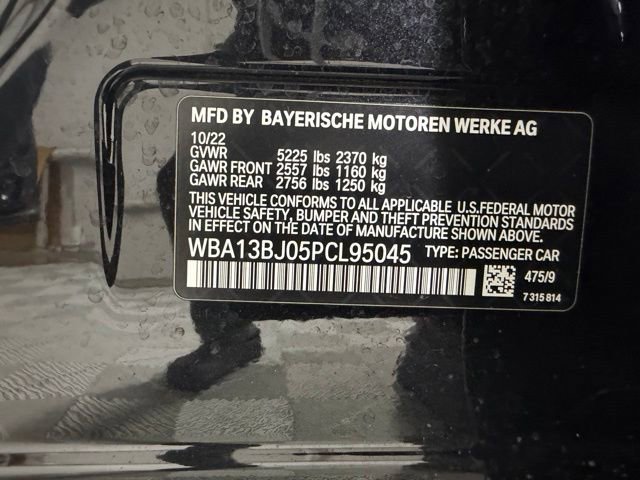 MFD BY BAYERISCHE MOTOREN WERKE AG
10/22
GVWR 5225 lbs 2370 kg
GAWR FRONT 2557 lbs 1160 kg
GAWR REAR 2756 lbs 1250 kg
THIS VEHICLE CONFORMS TO ALL APPLICABLE U.S.FEDERAL MOTOR
VEHICLE SAFETY, BUMPER AND THEFT PREVENTION STANDARDS
IN EFFECT ON THE DATE OF MANUFACTURE SHOWN ABOVE.
WBA13BJ05PCL95045 TYPE: PASSENGER CAR
475/9
7 315 814